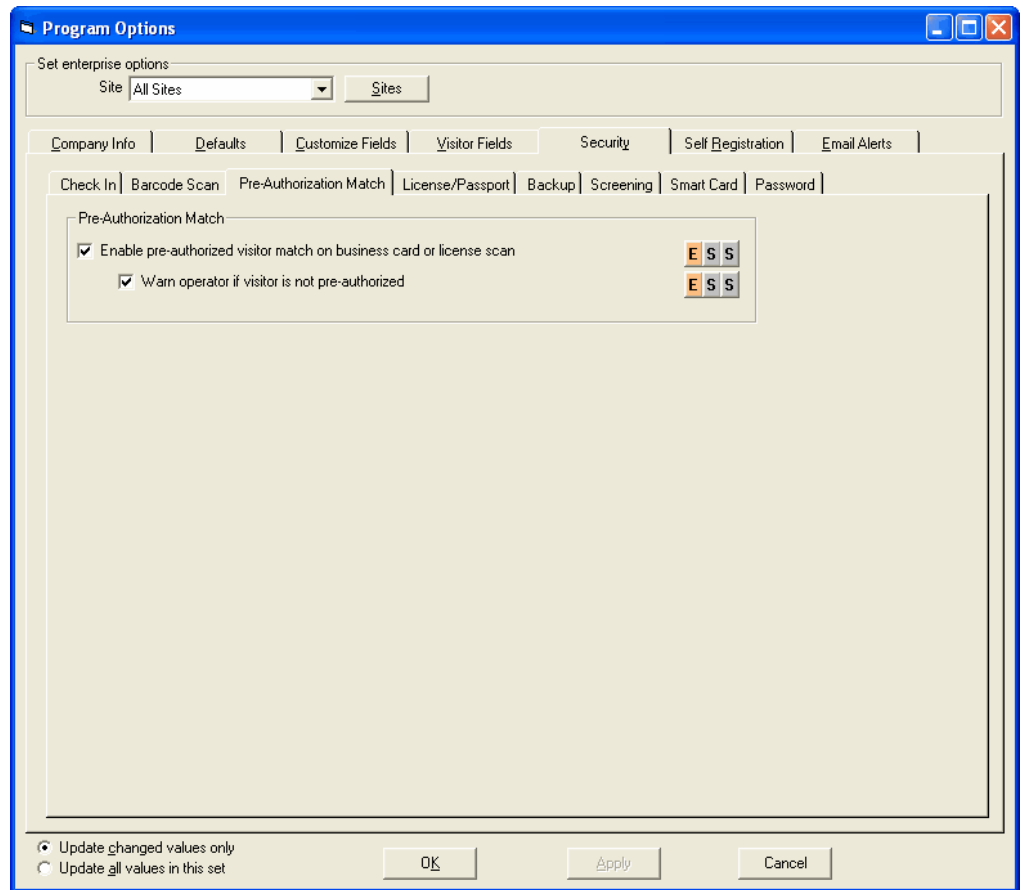 Program Options
Set enterprise options
Site All Sites Sites
Company Info Defaults Customize Fields Visitor Fields Security Self Registration Email Alerts
Check In Barcode Scan Pre-Authorization Match License/Passport Backup Screening Smart Card Password
Pre-Authorization Match
Enable pre-authorized visitor match on business card or license scan E S S
Warn operator if visitor is not pre-authorized E S S
Update changed values only
Update all values in this set
OK Apply Cancel